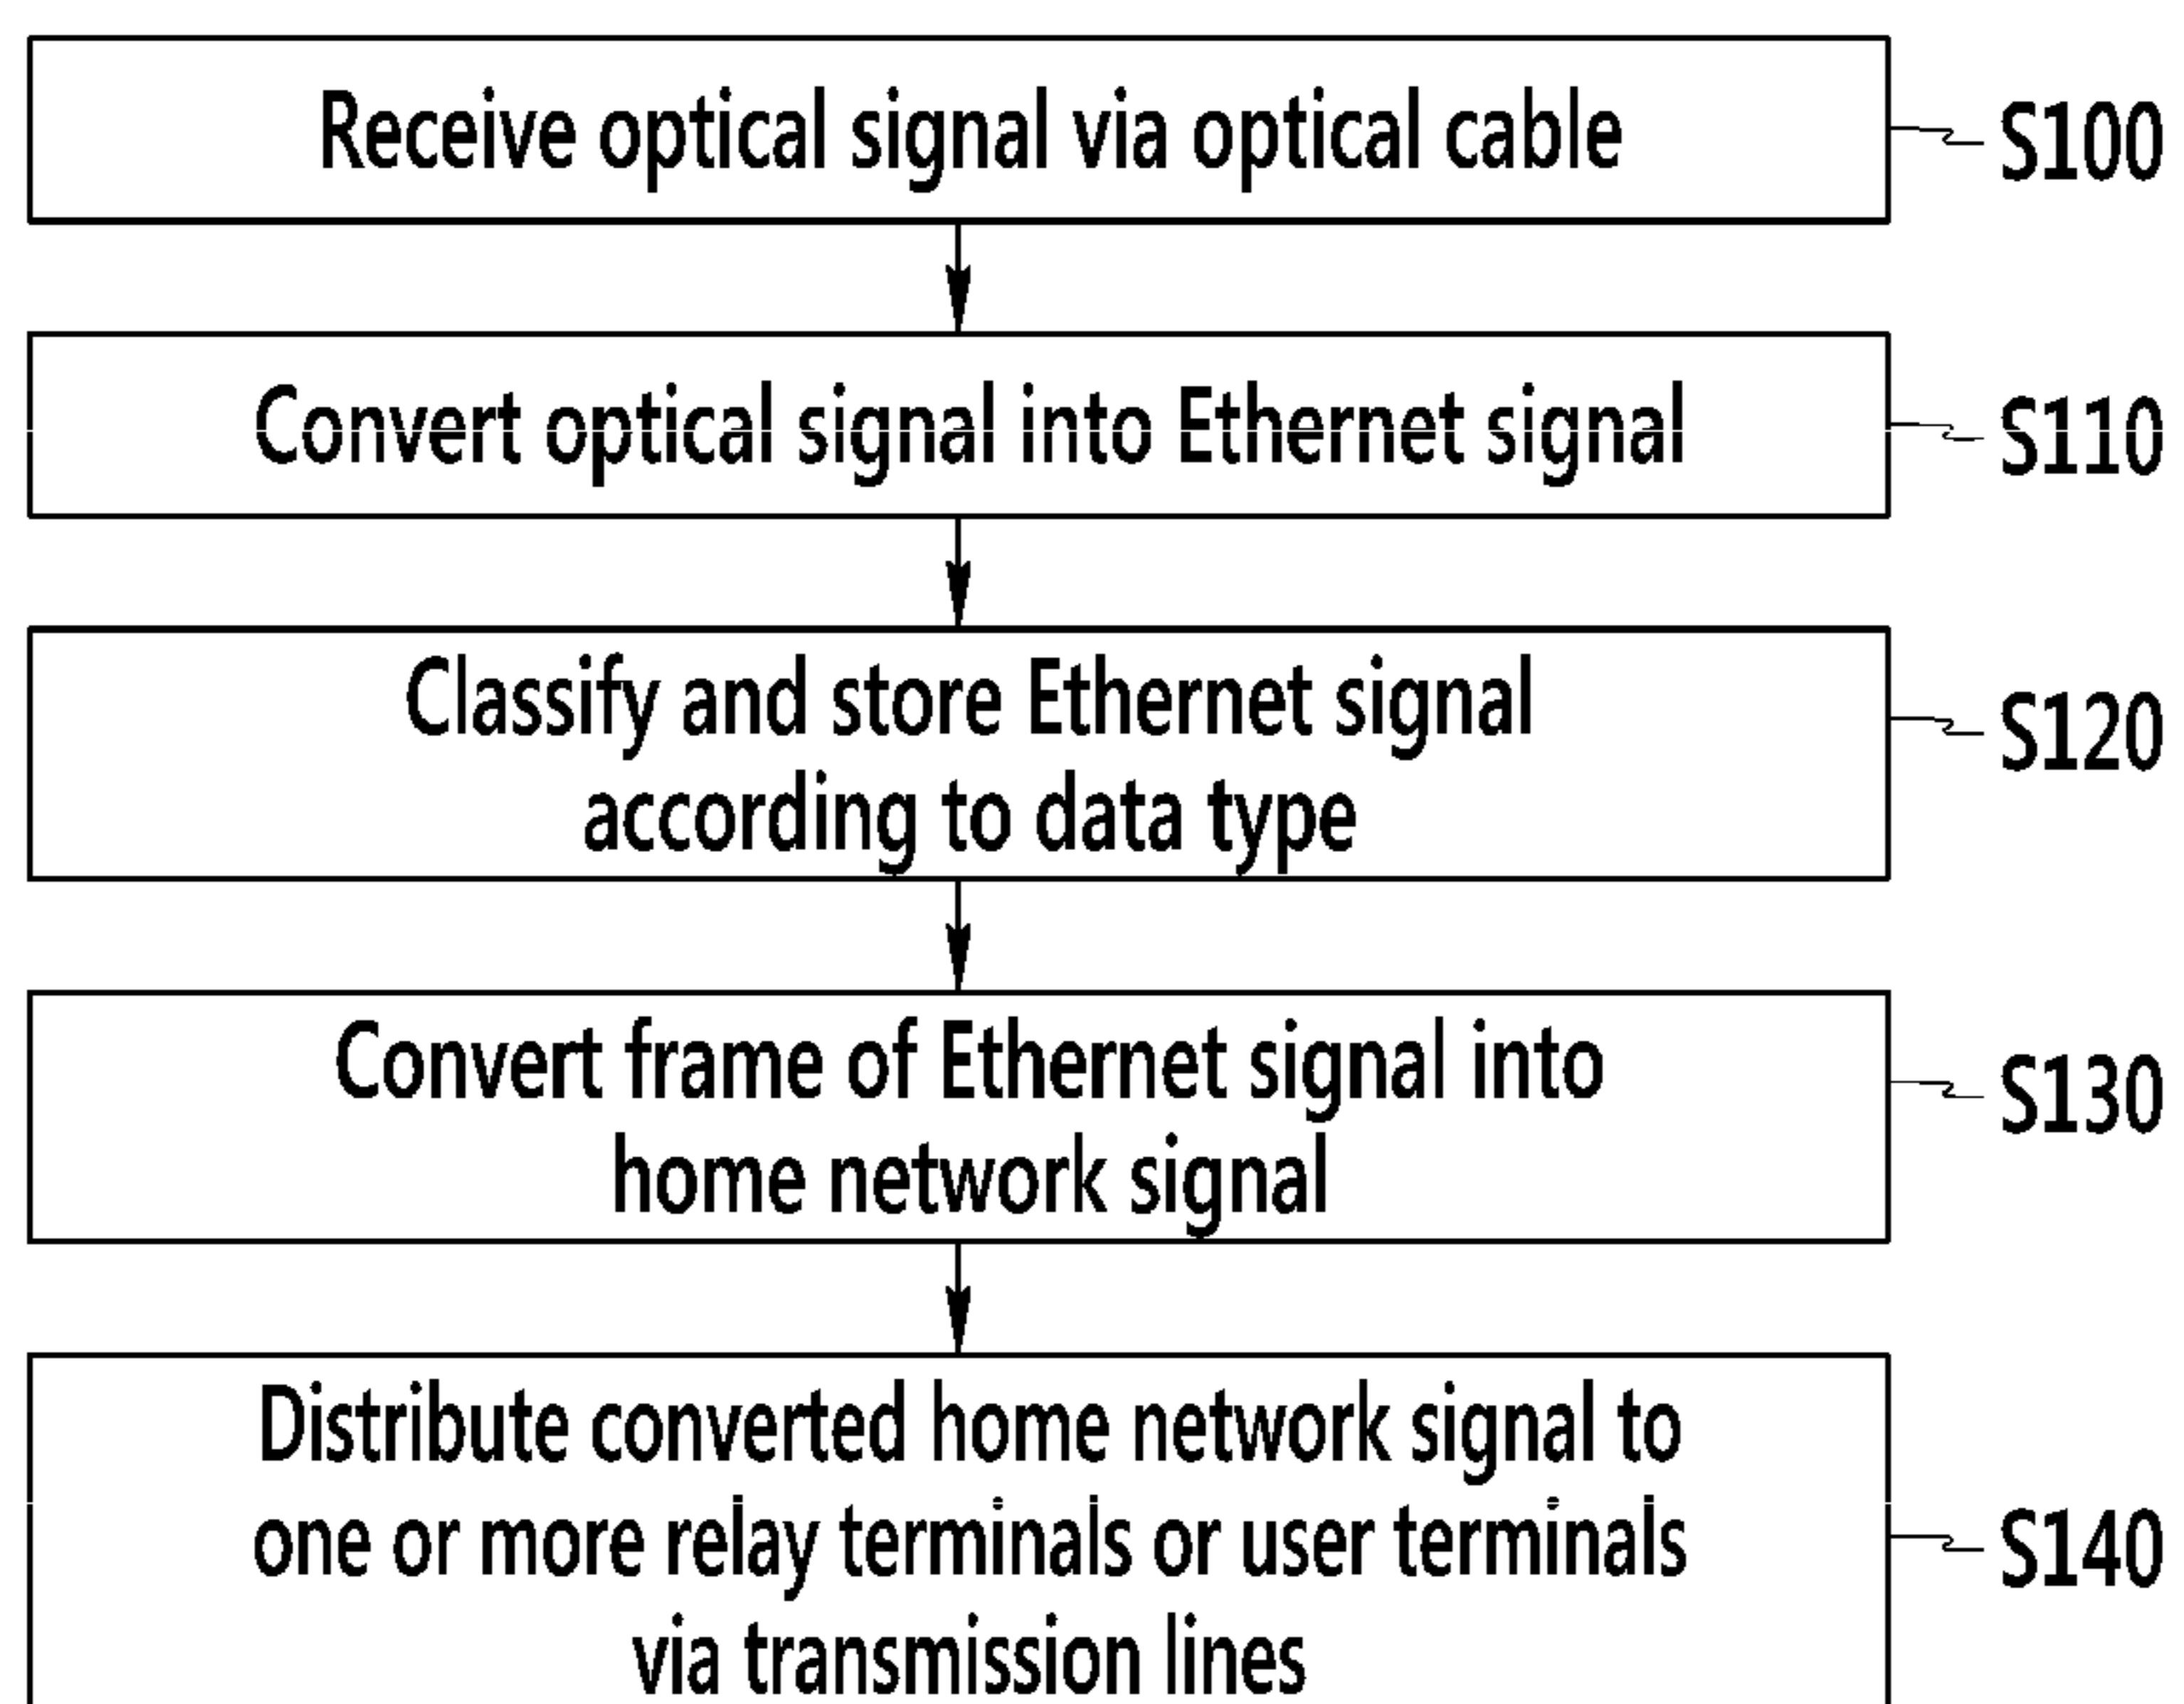 Receive optical signal via optical cable
S100
Convert optical signal into Ethernet signal
S110
Classify and store Ethernet signal
according to data type
S120
Convert frame of Ethernet signal into
home network signal
S130
Distribute converted home network signal to
one or more relay terminals or user terminals
via transmission lines
S140